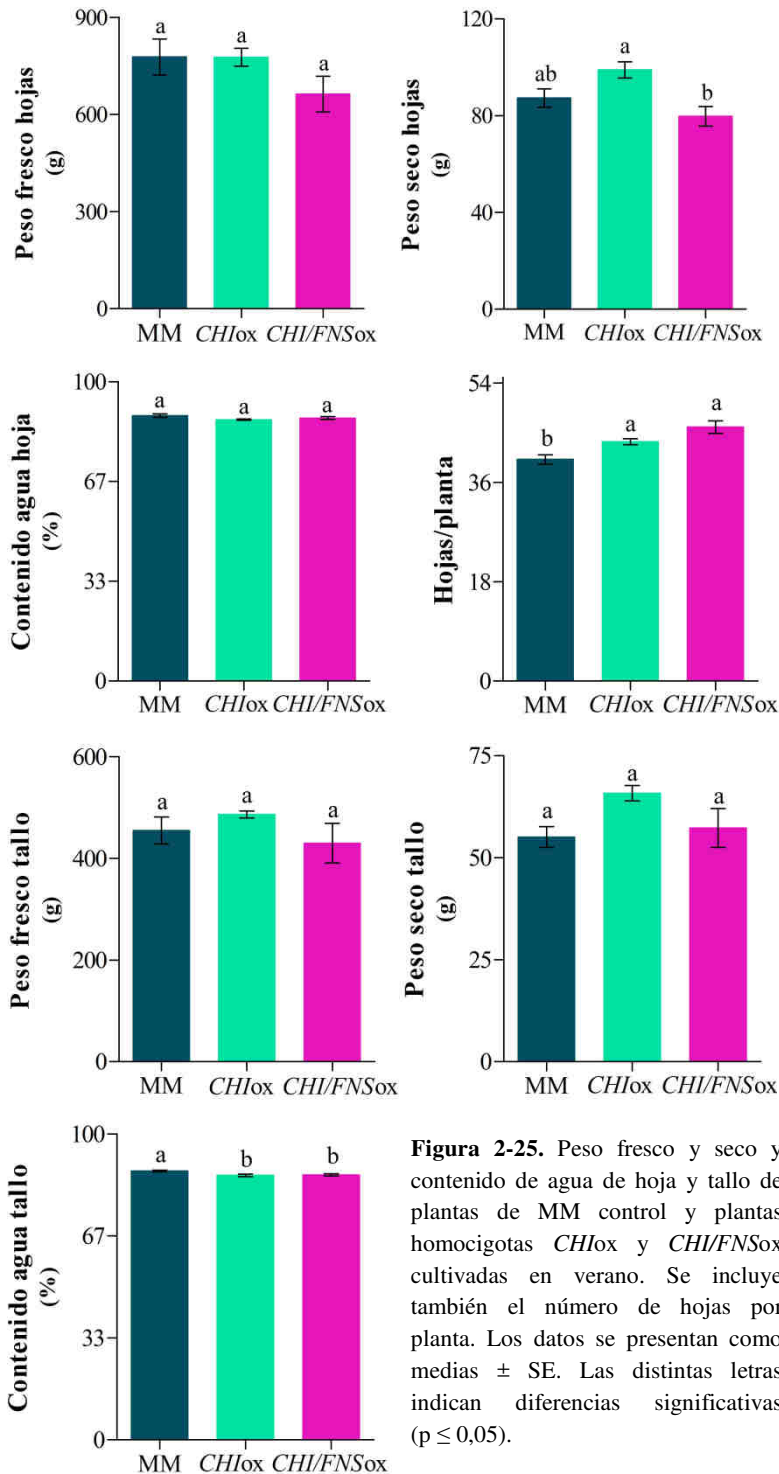 Peso fresco hojas
(g)
900
600
300
0
a
a
a
MM
CHIox
CHI/FNSox
Peso seco hojas
(g)
120
80
40
0
ab
a
b
MM
CHIox
CHI/FNSox
Contenido agua hoja
(%)
100
67
33
0
a
a
a
MM
CHIox
CHI/FNSox
Hojas/planta
54
36
18
0
b
a
a
MM
CHIox
CHI/FNSox
Peso fresco tallo
(g)
600
400
200
0
a
a
a
MM
CHIox
CHI/FNSox
Peso seco tallo
(g)
75
50
25
0
a
a
a
MM
CHIox
CHI/FNSox
Contenido agua tallo
(%)
100
67
33
0
a
b
b
MM
CHIox
CHI/FNSox
Figura 2-25. Peso fresco y seco y
contenido de agua de hoja y tallo de
plantas de MM control y plantas
homocigotas CHIox y CHI/FNSox
cultivadas en verano. Se incluye
también el número de hojas por
planta. Los datos se presentan como
medias ± SE. Las distintas letras
indican diferencias significativas
(p ≤ 0,05).